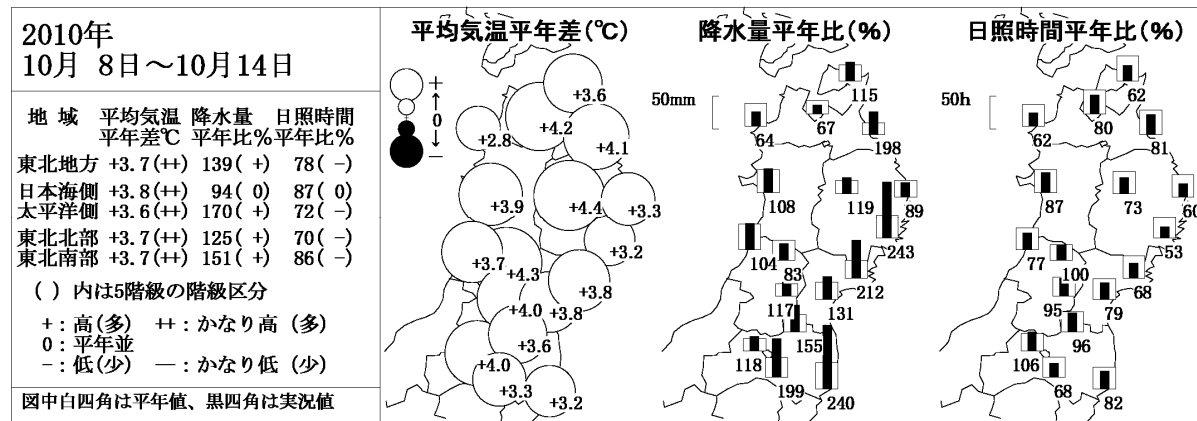 2010年
10月 8日～10月14日
地 域 平均気温 降水量 日照時間
平年差℃ 平年比% 平年比%
東北地方 +3.7(++) 139( +) 78( -)
日本海側 +3.8(++) 94( 0) 87( 0)
太平洋側 +3.6(++) 170( +) 72( -)
東北北部 +3.7(++) 125( +) 70( -)
東北南部 +3.7(++) 151( +) 86( -)
( ) 内は5階級の階級区分
+：高(多) ++：かなり高 (多)
0：平年並
-：低(少) —：かなり低 (少)
図中白四角は平年値、黒四角は実況値
平均気温平年差(℃)
+
↑
0
↓
-
+3.6
+4.2
+2.8
+4.1
+3.9
+4.4
+3.3
+3.2
+3.7
+4.3
+3.8
+4.0
+3.8
+3.6
+4.0
+3.3
+3.2
降水量平年比(%)
50mm
115
67
64
198
108
119
89
243
104
83
212
117
131
155
118
199
240
日照時間平年比(%)
50h
62
80
62
81
87
73
60
53
77
100
68
95
79
96
106
68
82